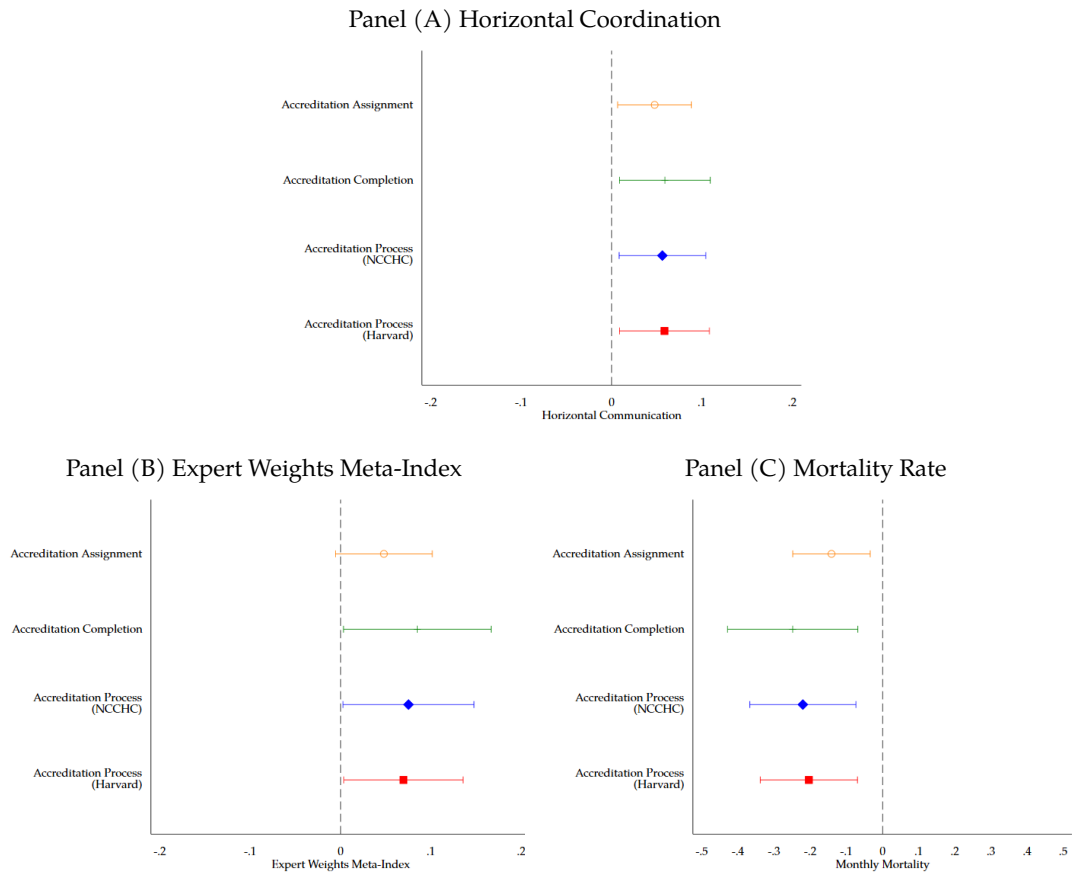 Panel (A) Horizontal Coordination
Accreditation Assignment
Accreditation Completion
Accreditation Process
(NCCHC)
Accreditation Process
(Harvard)
-.2 -.1 0 .1 .2
Horizontal Communication
Panel (B) Expert Weights Meta-Index
Accreditation Assignment
Accreditation Completion
Accreditation Process
(NCCHC)
Accreditation Process
(Harvard)
-.2 -.1 0 .1 .2
Expert Weights Meta-Index
Panel (C) Mortality Rate
Accreditation Assignment
Accreditation Completion
Accreditation Process
(NCCHC)
Accreditation Process
(Harvard)
-.5 -.4 -.3 -.2 -.1 0 .1 .2 .3 .4 .5
Monthly Mortality